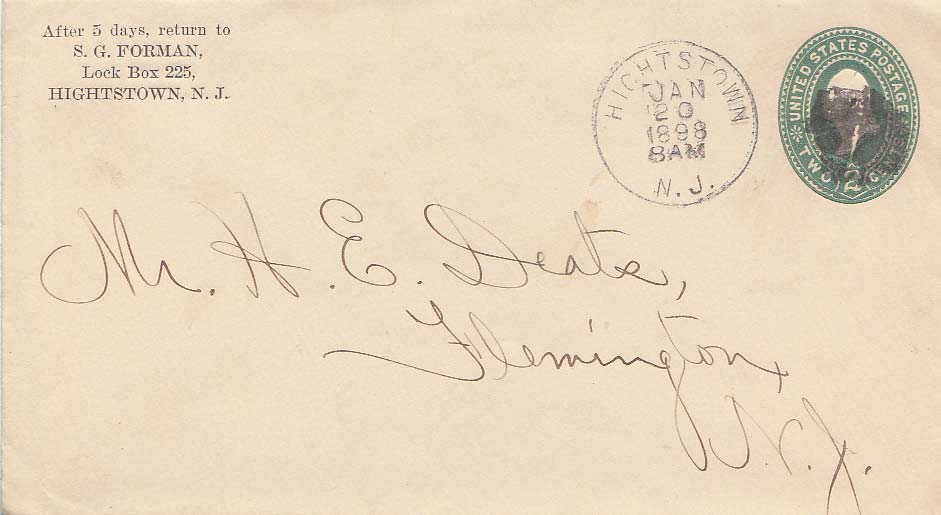 After 5 days, return to
S. G. FORMAN,
Lock Box 225,
HIGHTSTOWN, N. J.
HIGHTSTOWN
JAN
20
1898
8AM
N.J.
UNITED STATES POSTAGE
TWO 2
Mr. H. E. Deats,
Flemington,
N.J.